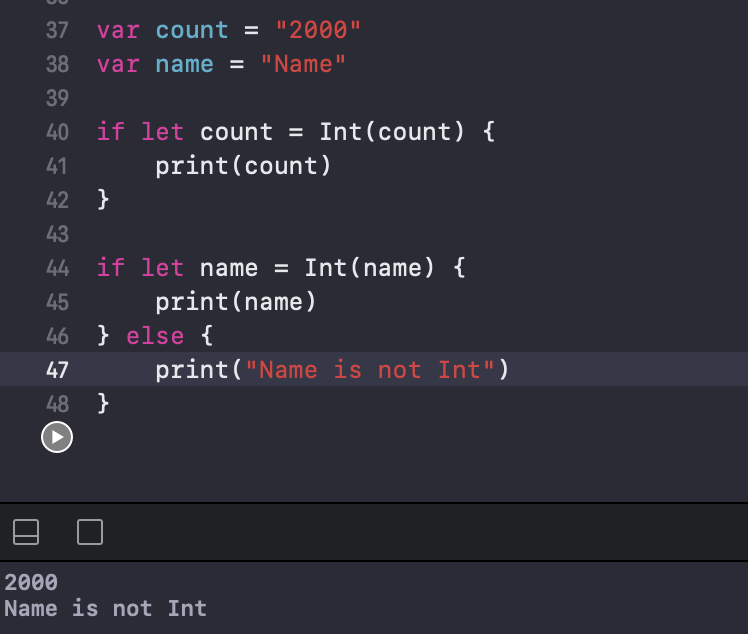 37 var count = "2000"
38 var name = "Name"
39
40 if let count = Int(count) {
41     print(count)
42 }
43
44 if let name = Int(name) {
45     print(name)
46 } else {
47     print("Name is not Int")
48 }
2000
Name is not Int